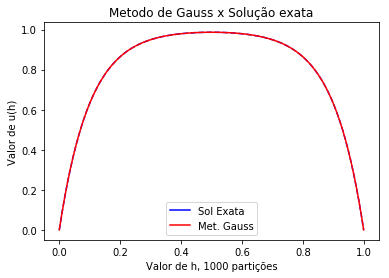 Metodo de Gauss x Solução exata
Valor de u(h)
1.0
0.8
0.6
0.4
0.2
0.0
Sol Exata
Met. Gauss
0.0 0.2 0.4 0.6 0.8 1.0
Valor de h, 1000 partições